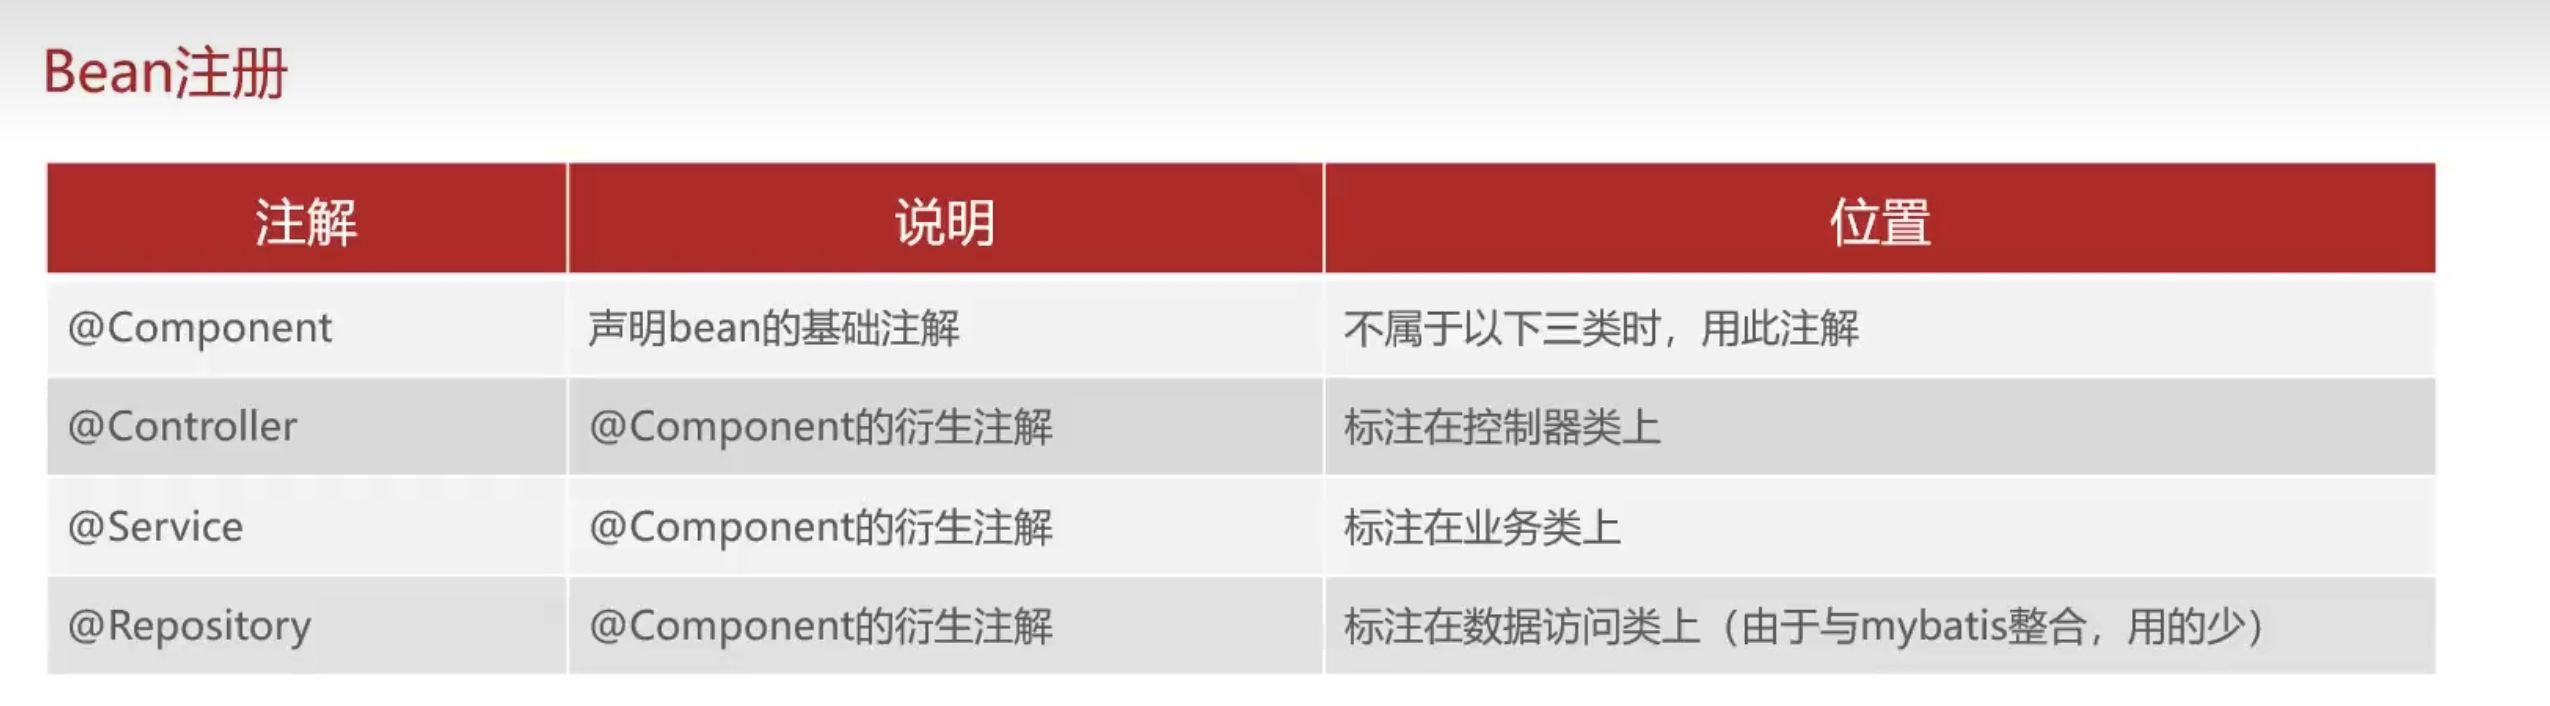 Bean注册
注解 说明 位置
@Component 声明bean的基础注解 不属于以下三类时，用此注解
@Controller @Component的衍生注解 标注在控制器类上
@Service @Component的衍生注解 标注在业务类上
@Repository @Component的衍生注解 标注在数据访问类上（由于与mybatis整合，用的少）